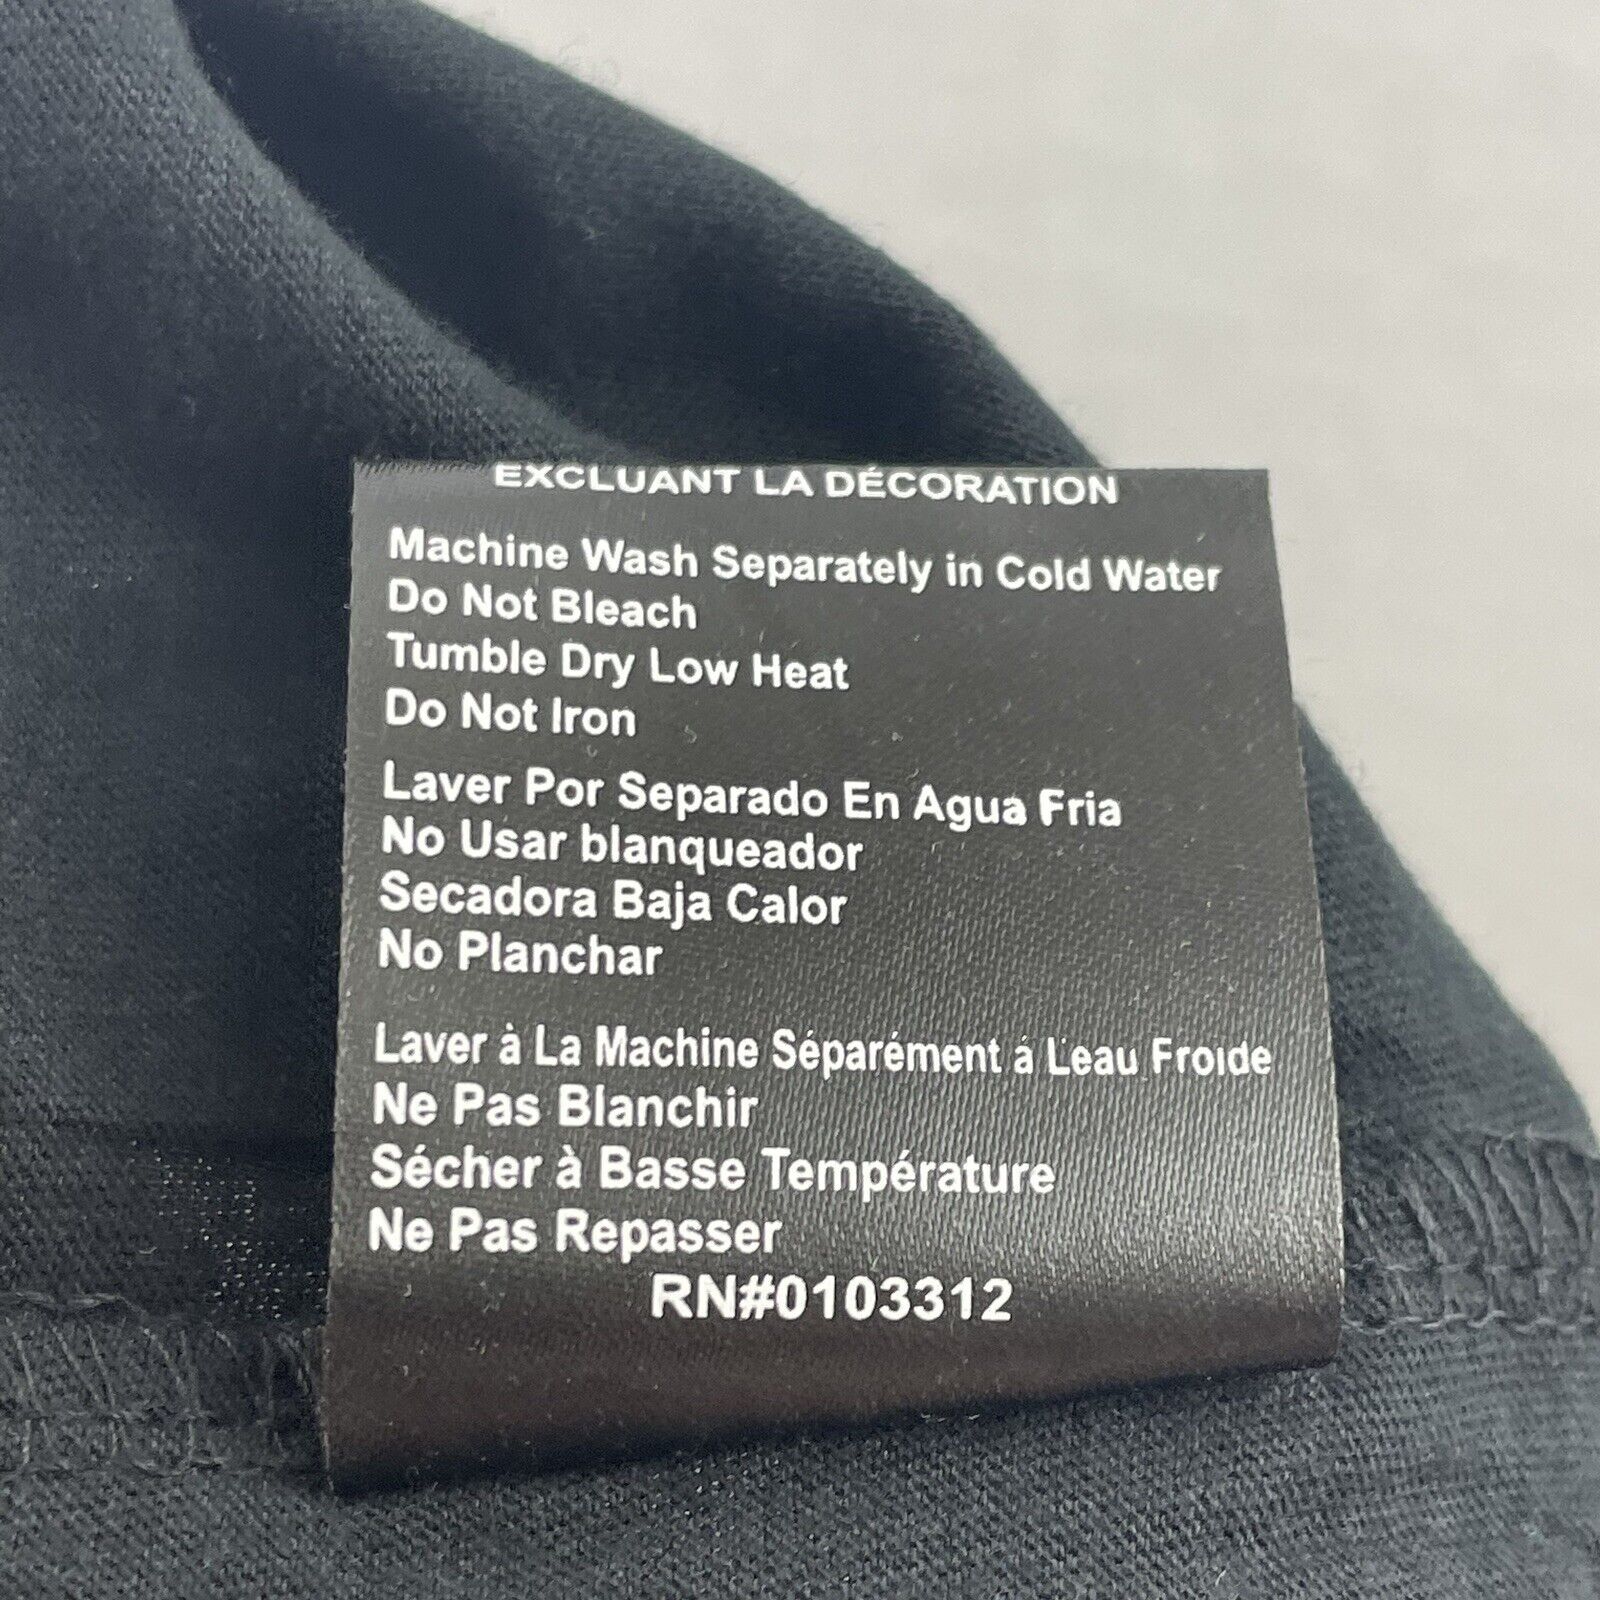 EXCLUANT LA DÉCORATION
Machine Wash Separately in Cold Water
Do Not Bleach
Tumble Dry Low Heat
Do Not Iron
Laver Por Separado En Agua Fria
No Usar blanqueador
Secadora Baja Calor
No Planchar
Laver à La Machine Séparément á L'eau Froide
Ne Pas Blanchir
Sécher à Basse Température
Ne Pas Repasser
RN#0103312